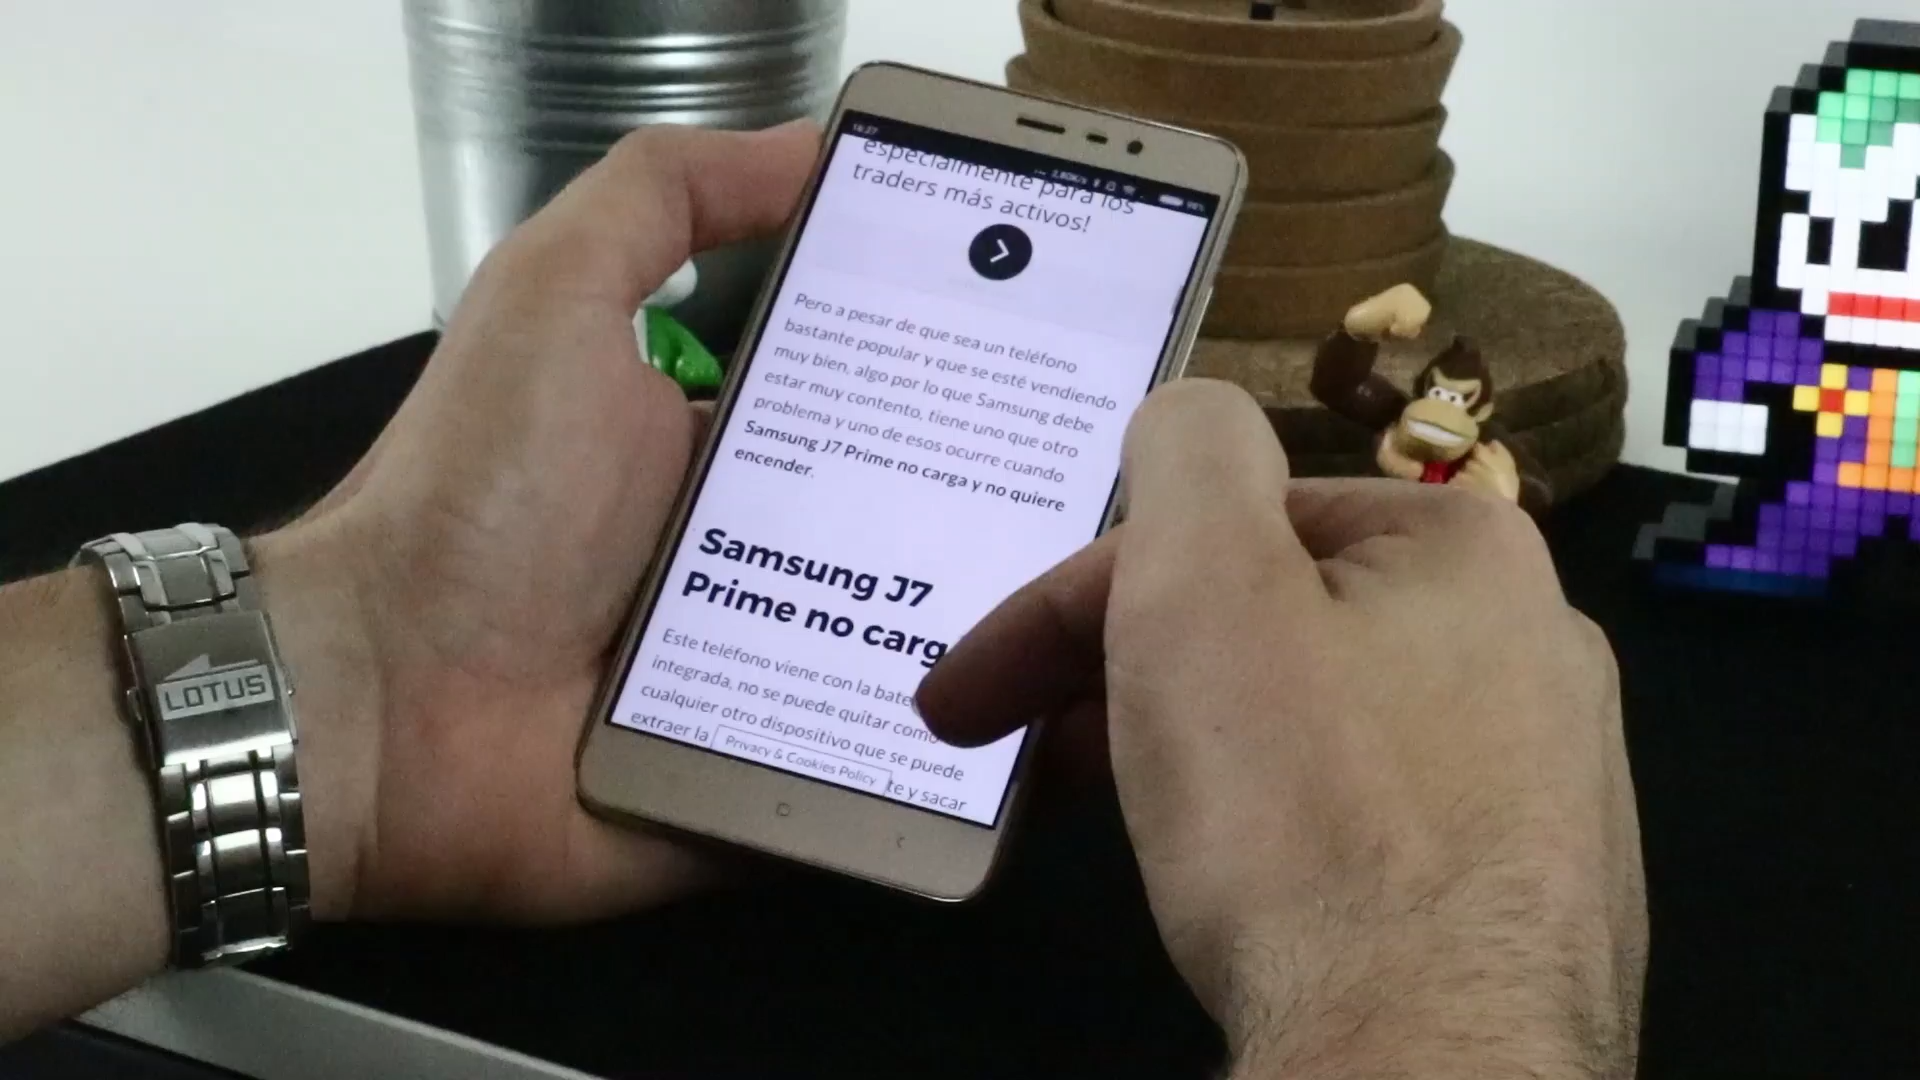 16:27
especialmente para los
traders más activos!
Pero a pesar de que sea un teléfono
bastante popular y que se esté vendiendo
muy bien, algo por lo que Samsung debe
estar muy contento, tiene uno que otro
problema y uno de esos ocurre cuando
Samsung J7 Prime no carga y no quiere
encender.
Samsung J7
Prime no carg
Este teléfono viene con la bate
integrada, no se puede quitar como
cualquier otro dispositivo que se puede
extraer la
te y sacar
Privacy & Cookies Policy
LOTUS